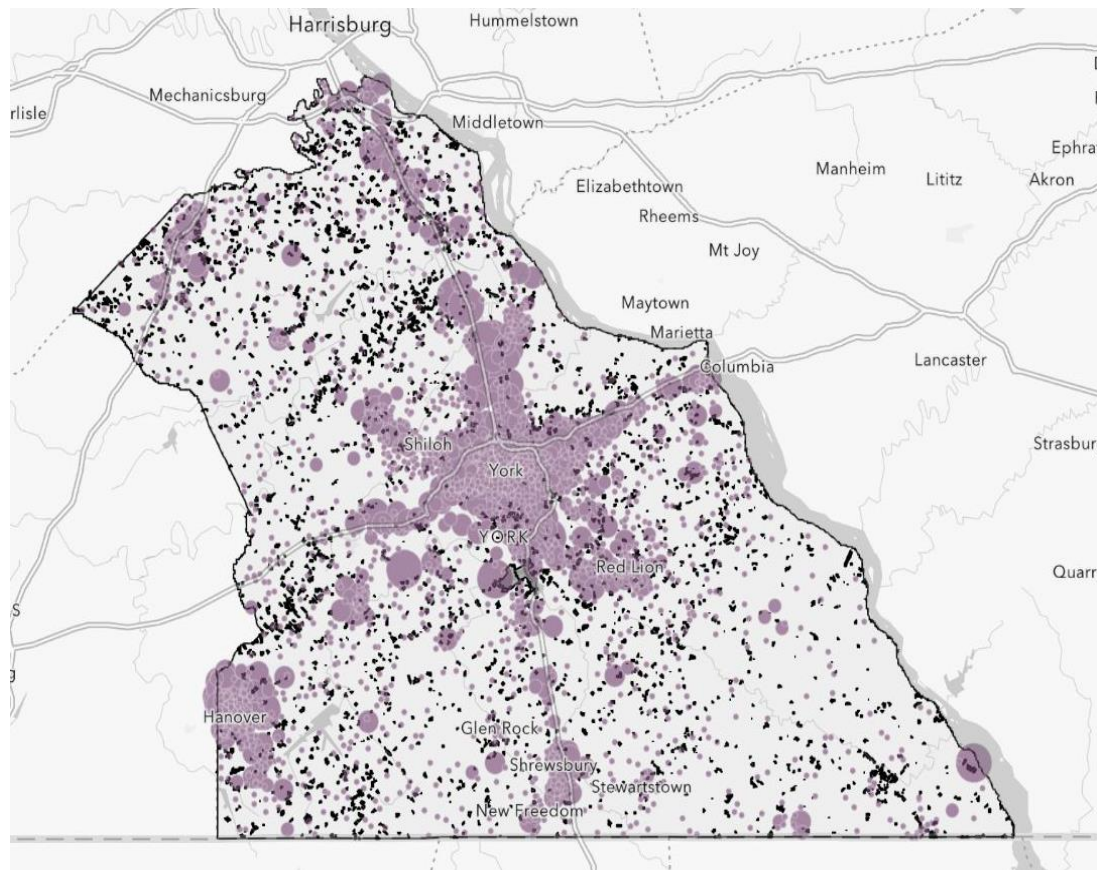 Harrisburg
Hummelstown
Mechanicsburg
rlisle
Middletown
Ephra
Manheim
Lititz
Akron
Elizabethtown
Rheems
Mt Joy
Maytown
Marietta
Columbia
Lancaster
Shiloh
York
Strasbur
YORK
Red Lion
Quarr
S
g
Hanover
Glen Rock
Shrewsbury
Stewartstown
New Freedom